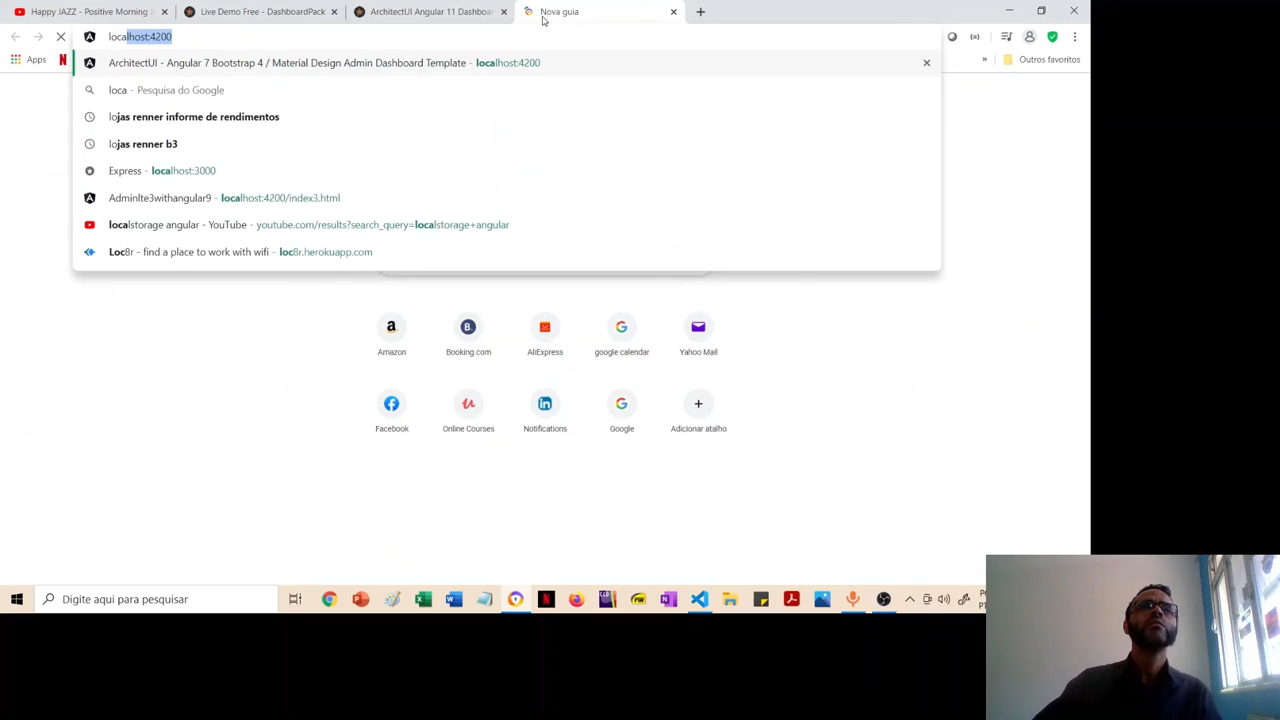 Happy JAZZ - Positive Morning J
Live Demo Free - DashboardPack
ArchitectUI Angular 11 Dashboar
Nova guia
localhost:4200
Apps
Outros favoritos
ArchitectUI - Angular 7 Bootstrap 4 / Material Design Admin Dashboard Template - localhost:4200
loca - Pesquisa do Google
lojas renner informe de rendimentos
lojas renner b3
Express - localhost:3000
Adminlte3withangular9 - localhost:4200/index3.html
localstorage angular - YouTube - youtube.com/results?search_query=localstorage+angular
Loc8r - find a place to work with wifi - loc8r.herokuapp.com
Amazon
Booking.com
AliExpress
google calendar
Yahoo Mail
Facebook
Online Courses
Notifications
Google
Adicionar atalho
Digite aqui para pesquisar